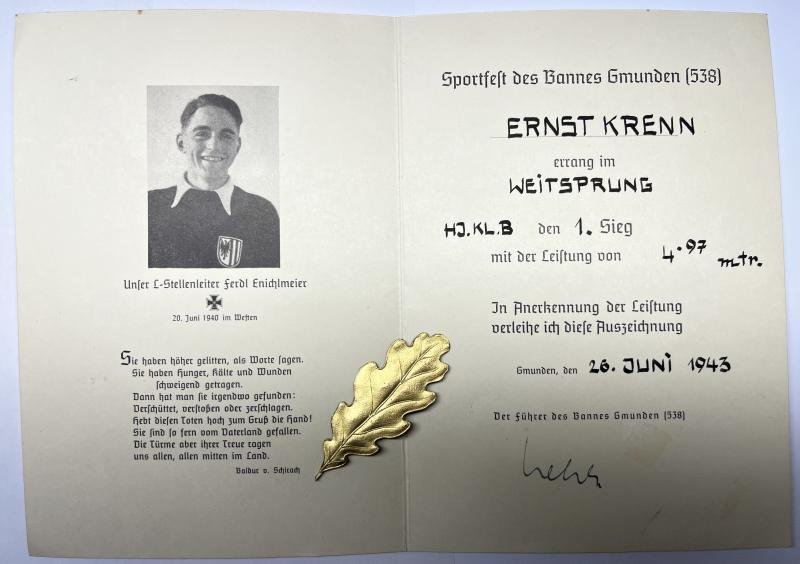 Unser L-Stellenleiter Ferdl Enichlmeier
20. Juni 1940 im Westen
Sie haben höher gelitten, als Worte sagen.
Sie haben Hunger, Kälte und Wunden
schweigend getragen.
Dann hat man sie irgendwo gefunden:
Verschüttet, verstoßen oder zerschlagen.
Hebt diesen Toten hoch zum Gruß die Hand!
Sie sind so fern vom Vaterland gefallen.
Die Türme aber ihrer Treue ragen
uns allen, allen mitten im Land.
Baldur v. Schirach
Sportfest des Bannes Gmunden (538)
ERNST KRENN
errang im
WEITSPRUNG
HJ.KL.B den 1. Sieg
mit der Leistung von 4.97 mtr.
In Anerkennung der Leistung
verleihe ich diese Auszeichnung
Gmunden, den 26. JUNI 1943
Der Führer des Bannes Gmunden (538)